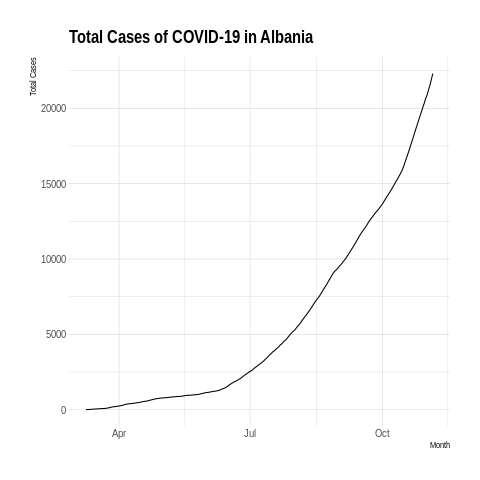 Total Cases of COVID-19 in Albania
Total Cases
20000
15000
10000
5000
0
Apr
Jul
Oct
Month